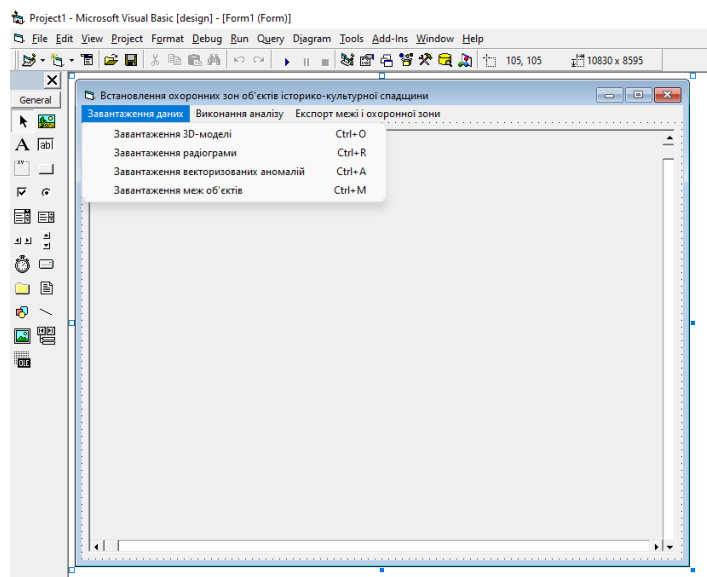 Project1 - Microsoft Visual Basic [design] - [Form1 (Form)]
File Edit View Project Format Debug Run Query Diagram Tools Add-Ins Window Help
105, 105 10830 x 8595
General
A ab
xv
OLE
Встановлення охоронних зон об'єктів історико-культурної спадщини
Завантаження даних Виконання аналізу Експорт межі і охоронної зони
Завантаження 3D-моделі Ctrl+O
Завантаження радіограми Ctrl+R
Завантаження векторизованих аномалій Ctrl+A
Завантаження меж об'єктів Ctrl+M